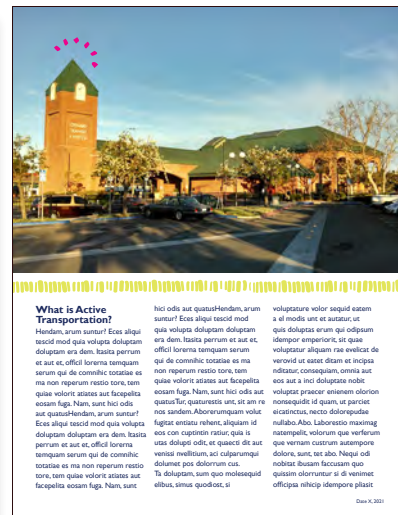 What is Active
Transportation?
Hendam, arum suntur? Eces aliqui
tescid mod quia volupta doluptam
doluptam era dem. Itasita perrum
et aut et, officil lorerna temquam
serum qui de comnihic totatiae es
ma non reperum restio tore, tem
quiae volorit atiates aut facepelita
eosam fuga. Nam, sunt hici odis
aut quatusHendam, arum suntur?
Eces aliqui tescid mod quia volupta
doluptam doluptam era dem. Itasita
perrum et aut et, officil lorerna
temquam serum qui de comnihic
totatiae es ma non reperum restio
tore, tem quiae volorit atiates aut
facepelita eosam fuga. Nam, sunt
hici odis aut quatusHendam, arum
suntur? Eces aliqui tescid mod
quia volupta doluptam doluptam
era dem. Itasita perrum et aut et,
officil lorerna temquam serum
qui de comnihic totatiae es ma
non reperum restio tore, tem
quiae volorit atiates aut facepelita
eosam fuga. Nam, sunt hici odis aut
quatusTur, quaturestis unt, sit am re
nos sandem. Aborerumquam volut
fugitat entiatu rehent, aliquiam id
eos con cuptintin ratiur, quia is
utas dolupti odit, et quaecti dit aut
venissi nvellitium, aci culparumqui
dolumet pos dolorrum cus.
Ta doluptam, sum quo molesequid
elibus, simus quodiost, si
voluptature volor sequid eatem
a el modis unt et autatur, ut
quis doluptas erum qui odipsum
idempor emperiorit, sit quae
voluptatur aliquam rae evelicat de
verovid ut eatet ditam et incipsa
nditatur, consequiam, omnia aut
eos aut a inci doluptate nobit
voluptat praecer enienem olorion
nonsequidit id quam, ut parciet
eicatinctus, necto dolorepudae
nullabo. Abo. Laborestio maximag
natempelit, volorum que verferum
que vernam custrum autempore
dolore, sunt, tet abo. Nequi odi
nobitat ibusam faccusam quo
quissim olorruntur si di venimet
officipsa nihicip idempore pliasit
Date X, 2021